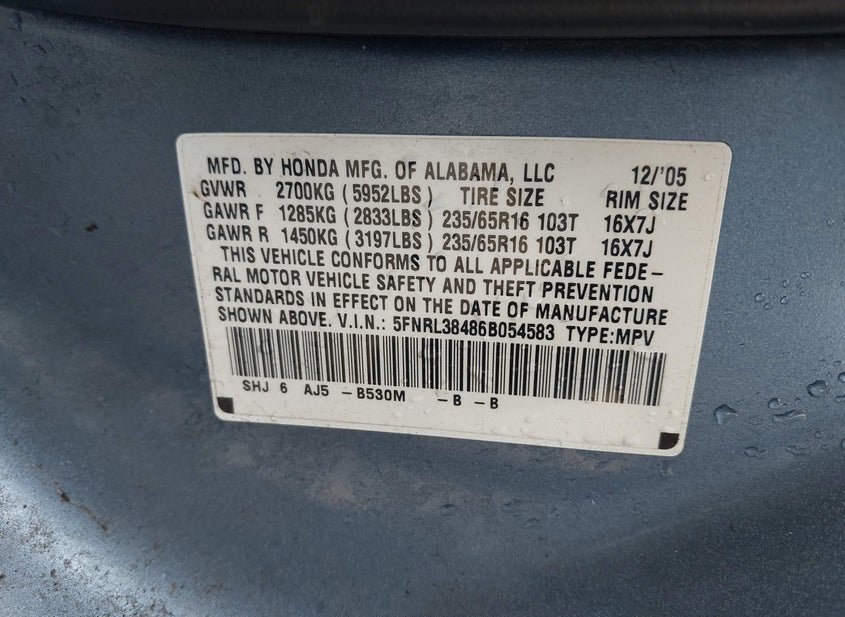 MFD. BY HONDA MFG. OF ALABAMA, LLC 12/'05
GVWR 2700KG (5952LBS) TIRE SIZE RIM SIZE
GAWR F 1285KG (2833LBS) 235/65R16 103T 16X7J
GAWR R 1450KG (3197LBS) 235/65R16 103T 16X7J
THIS VEHICLE CONFORMS TO ALL APPLICABLE FEDE-
RAL MOTOR VEHICLE SAFETY AND THEFT PREVENTION
STANDARDS IN EFFECT ON THE DATE OF MANUFACTURE
SHOWN ABOVE. V.I.N.: 5FNRL38486B054583 TYPE:MPV
SHJ 6 AJ5 -B530M -B -B